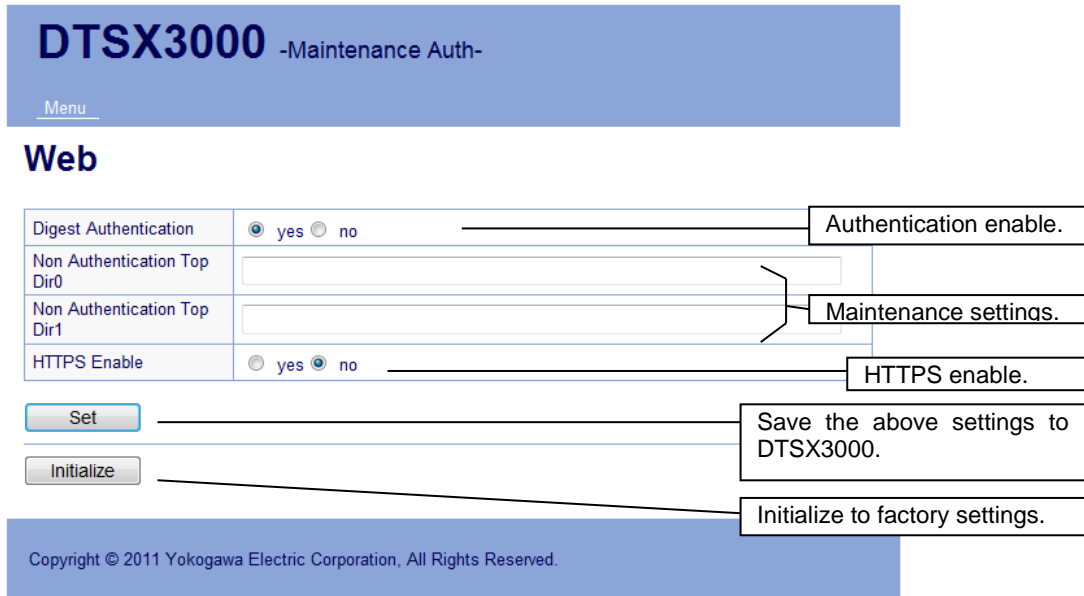 DTSX3000 -Maintenance Auth-
Menu
Web
Digest Authentication yes no Authentication enable.
Non Authentication Top
Dir0
Non Authentication Top
Dir1
Maintenance settings.
HTTPS Enable yes no
HTTPS enable.
Set
Save the above settings to
DTSX3000.
Initialize
Initialize to factory settings.
Copyright © 2011 Yokogawa Electric Corporation, All Rights Reserved.